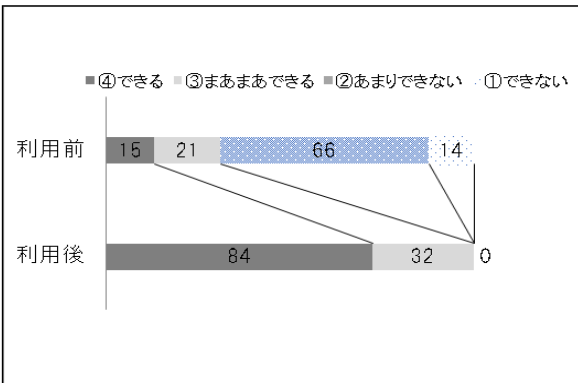 ■④できる ■③まあまあできる ■②あまりできない ①できない
利用前 15 21 66 14
利用後 84 32 0